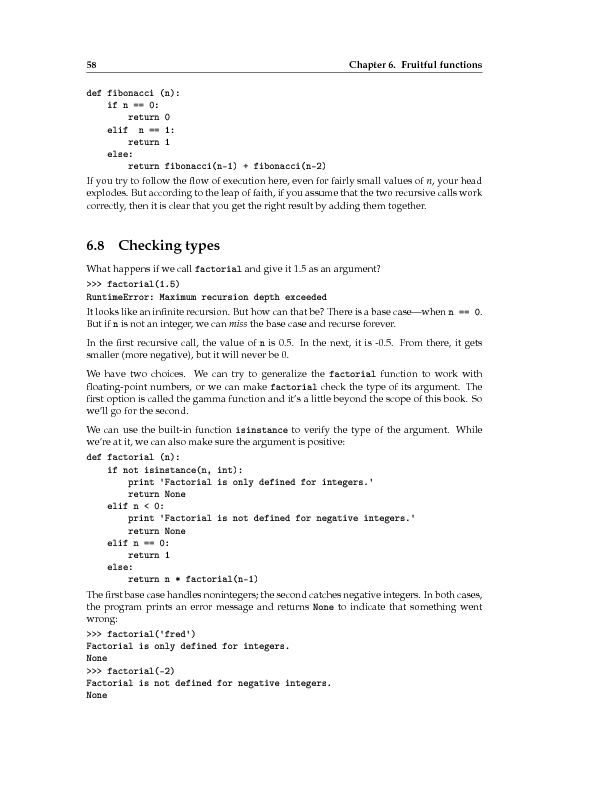 58 Chapter 6. Fruitful functions
def fibonacci (n):
    if n == 0:
        return 0
    elif  n == 1:
        return 1
    else:
        return fibonacci(n-1) + fibonacci(n-2)
If you try to follow the flow of execution here, even for fairly small values of n, your head
explodes. But according to the leap of faith, if you assume that the two recursive calls work
correctly, then it is clear that you get the right result by adding them together.
6.8 Checking types
What happens if we call factorial and give it 1.5 as an argument?
>>> factorial(1.5)
RuntimeError: Maximum recursion depth exceeded
It looks like an infinite recursion. But how can that be? There is a base case—when n == 0.
But if n is not an integer, we can miss the base case and recurse forever.
In the first recursive call, the value of n is 0.5. In the next, it is -0.5. From there, it gets
smaller (more negative), but it will never be 0.
We have two choices. We can try to generalize the factorial function to work with
floating-point numbers, or we can make factorial check the type of its argument. The
first option is called the gamma function and it's a little beyond the scope of this book. So
we'll go for the second.
We can use the built-in function isinstance to verify the type of the argument. While
we're at it, we can also make sure the argument is positive:
def factorial (n):
    if not isinstance(n, int):
        print 'Factorial is only defined for integers.'
        return None
    elif n < 0:
        print 'Factorial is not defined for negative integers.'
        return None
    elif n == 0:
        return 1
    else:
        return n * factorial(n-1)
The first base case handles nonintegers; the second catches negative integers. In both cases,
the program prints an error message and returns None to indicate that something went
wrong:
>>> factorial('fred')
Factorial is only defined for integers.
None
>>> factorial(-2)
Factorial is not defined for negative integers.
None